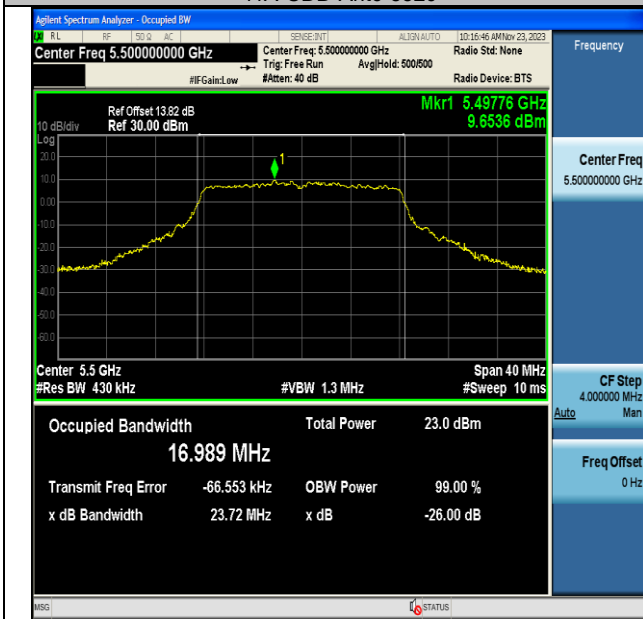 Agilent Spectrum Analyzer - Occupied BW
RL RF 50 Ω AC SENSE:INT ALIGN AUTO 10:16:46 AM Nov 23, 2023
Center Freq 5.500000000 GHz
Center Freq: 5.500000000 GHz
Radio Std: None
Trig: Free Run Avg|Hold: 500/500
#IFGain:Low
#Atten: 40 dB
Radio Device: BTS
Frequency
Ref Offset 13.82 dB
Mkr1 5.49776 GHz
10 dB/div Ref 30.00 dBm
9.6536 dBm
Log
20.0
10.0
0.00
-10.0
-20.0
-30.0
-40.0
-50.0
-60.0
1
Center 5.5 GHz
Span 40 MHz
#Res BW 430 kHz
#VBW 1.3 MHz
#Sweep 10 ms
Occupied Bandwidth
Total Power 23.0 dBm
16.989 MHz
Transmit Freq Error -66.553 kHz
OBW Power 99.00 %
x dB Bandwidth 23.72 MHz
x dB -26.00 dB
Center Freq
5.500000000 GHz
CF Step
4.000000 MHz
Auto Man
Freq Offset
0 Hz
MSG
STATUS